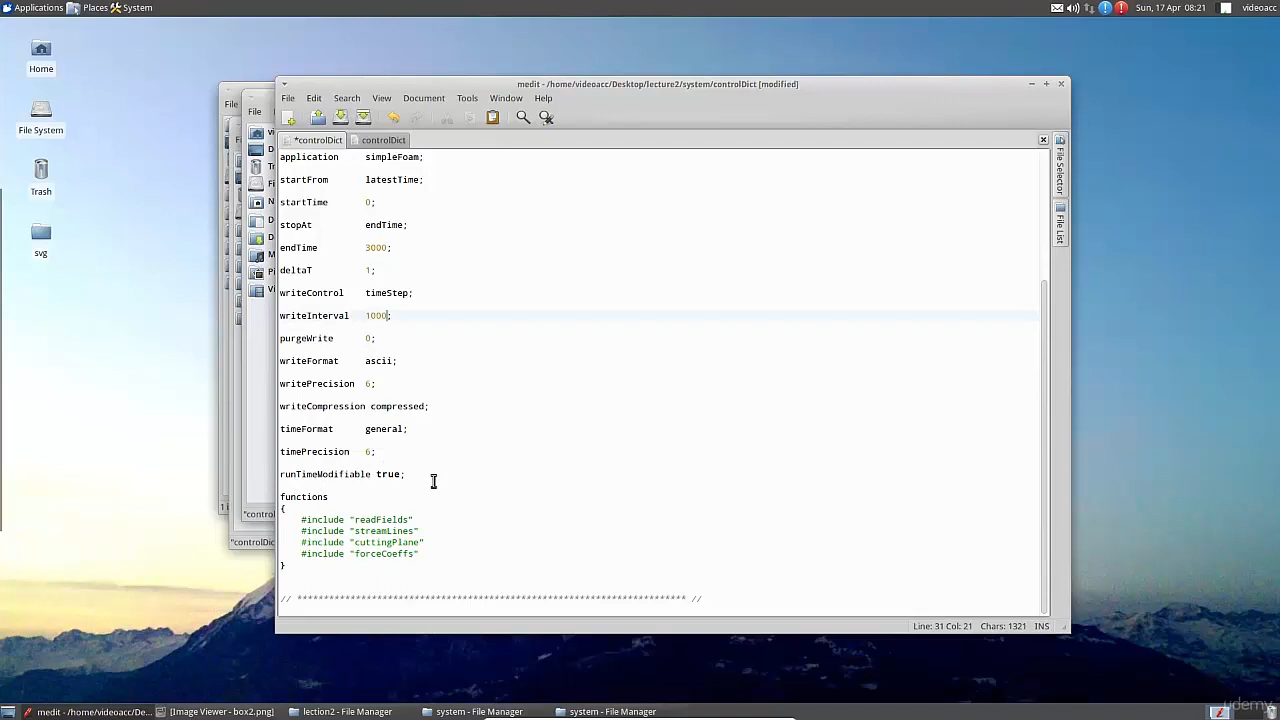 Applications Places System
Sun, 17 Apr 08:21 videoacc
Home
File System
Trash
svg
File
File
medit - /home/videoacc/Desktop/lecture2/system/controlDict [modified]
File Edit Search View Document Tools Window Help
*controlDict controlDict
File Selector
File List
application simpleFoam;
startFrom latestTime;
startTime 0;
stopAt endTime;
endTime 3000;
deltaT 1;
writeControl timeStep;
writeInterval 1000;
purgeWrite 0;
writeFormat ascii;
writePrecision 6;
writeCompression compressed;
timeFormat general;
timePrecision 6;
runTimeModifiable true;
functions
{
#include "readFields"
#include "streamLines"
#include "cuttingPlane"
#include "forceCoeffs"
}
// ************************************************************************* //
"control
"controlDic
Line: 31 Col: 21 Chars: 1321 INS
medit - /home/videoacc/De... [Image Viewer - box2.png] lection2 - File Manager system - File Manager system - File Manager
udemy